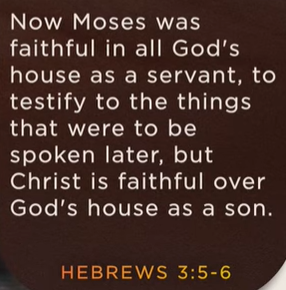 Now Moses was
faithful in all God's
house as a servant, to
testify to the things
that were to be
spoken later, but
Christ is faithful over
God's house as a son.
HEBREWS 3:5-6